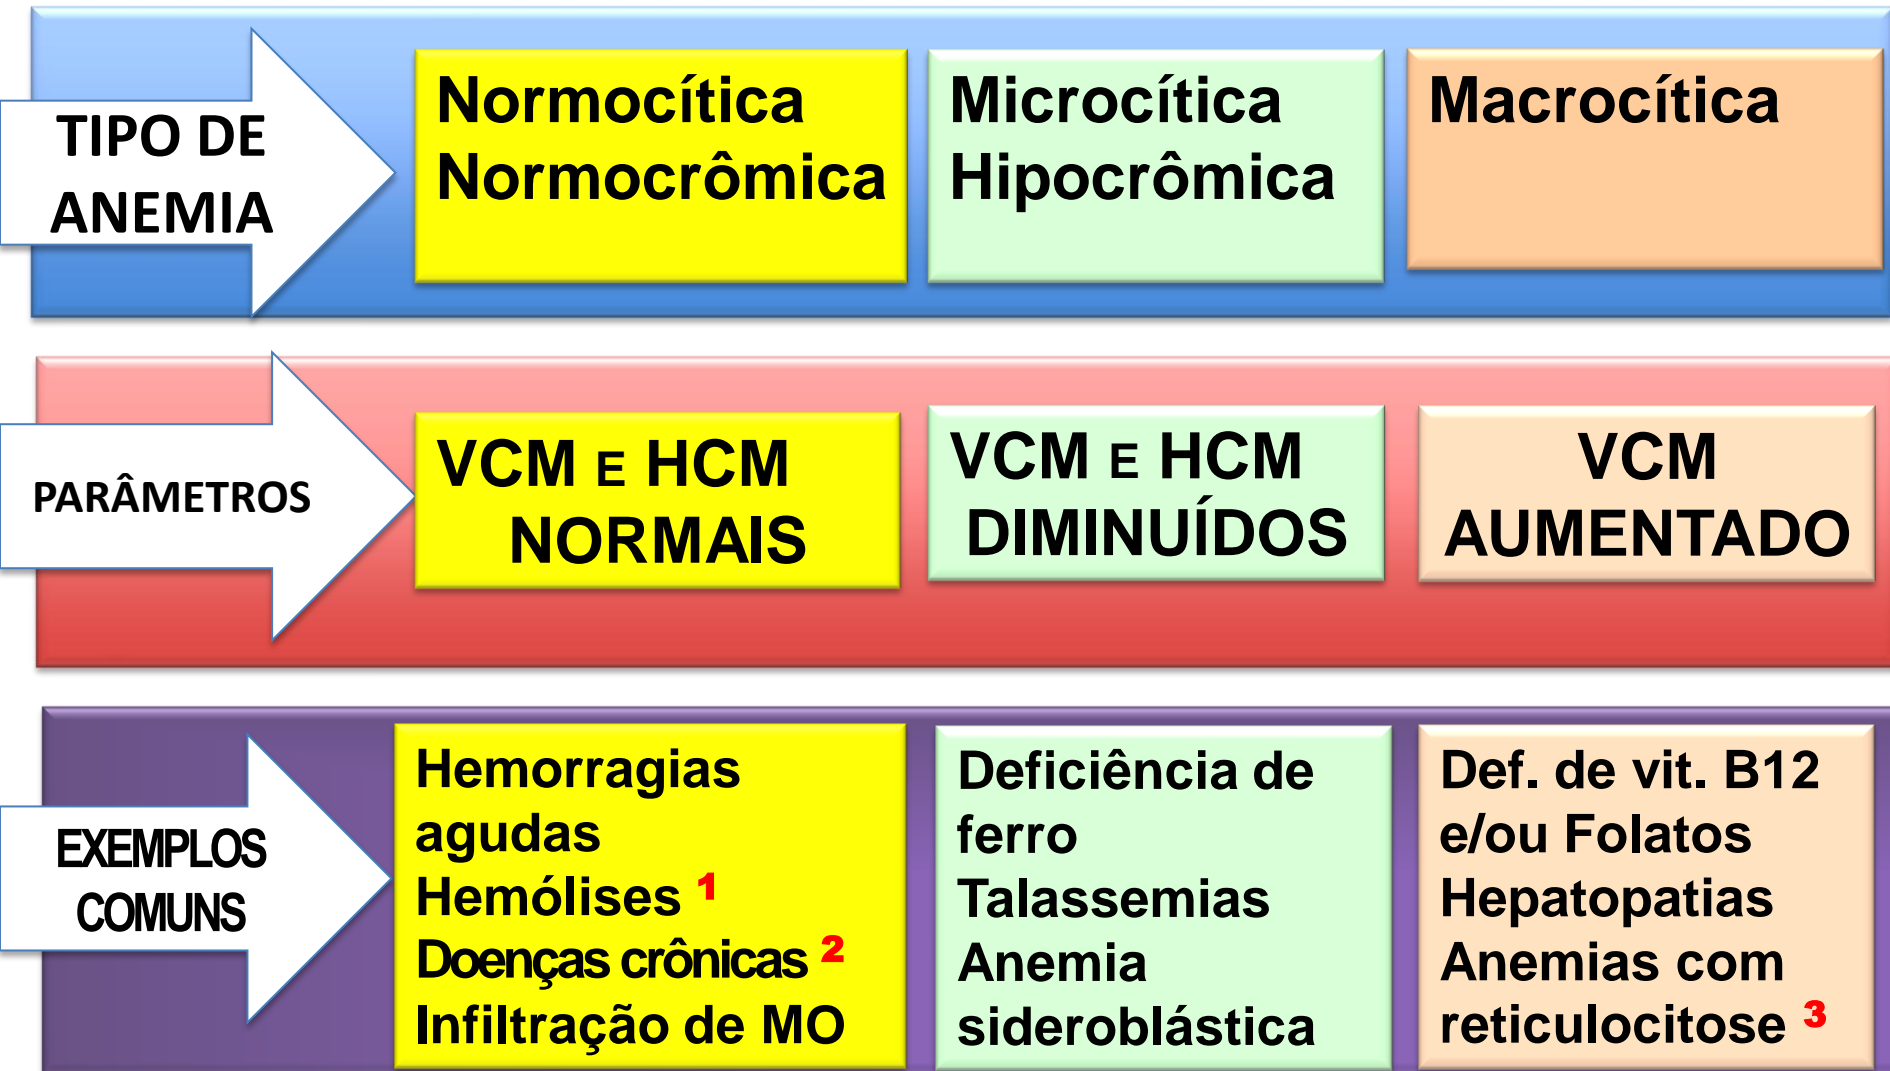 TIPO DE
ANEMIA
Normocítica
Normocrômica
Microcítica
Hipocrômica
Macrocítica
PARÂMETROS
VCM E HCM
NORMAIS
VCM E HCM
DIMINUÍDOS
VCM
AUMENTADO
EXEMPLOS
COMUNS
Hemorragias
agudas
Hemólises 1
Doenças crônicas 2
Infiltração de MO
Deficiência de
ferro
Talassemias
Anemia
sideroblástica
Def. de vit. B12
e/ou Folatos
Hepatopatias
Anemias com
reticulocitose 3